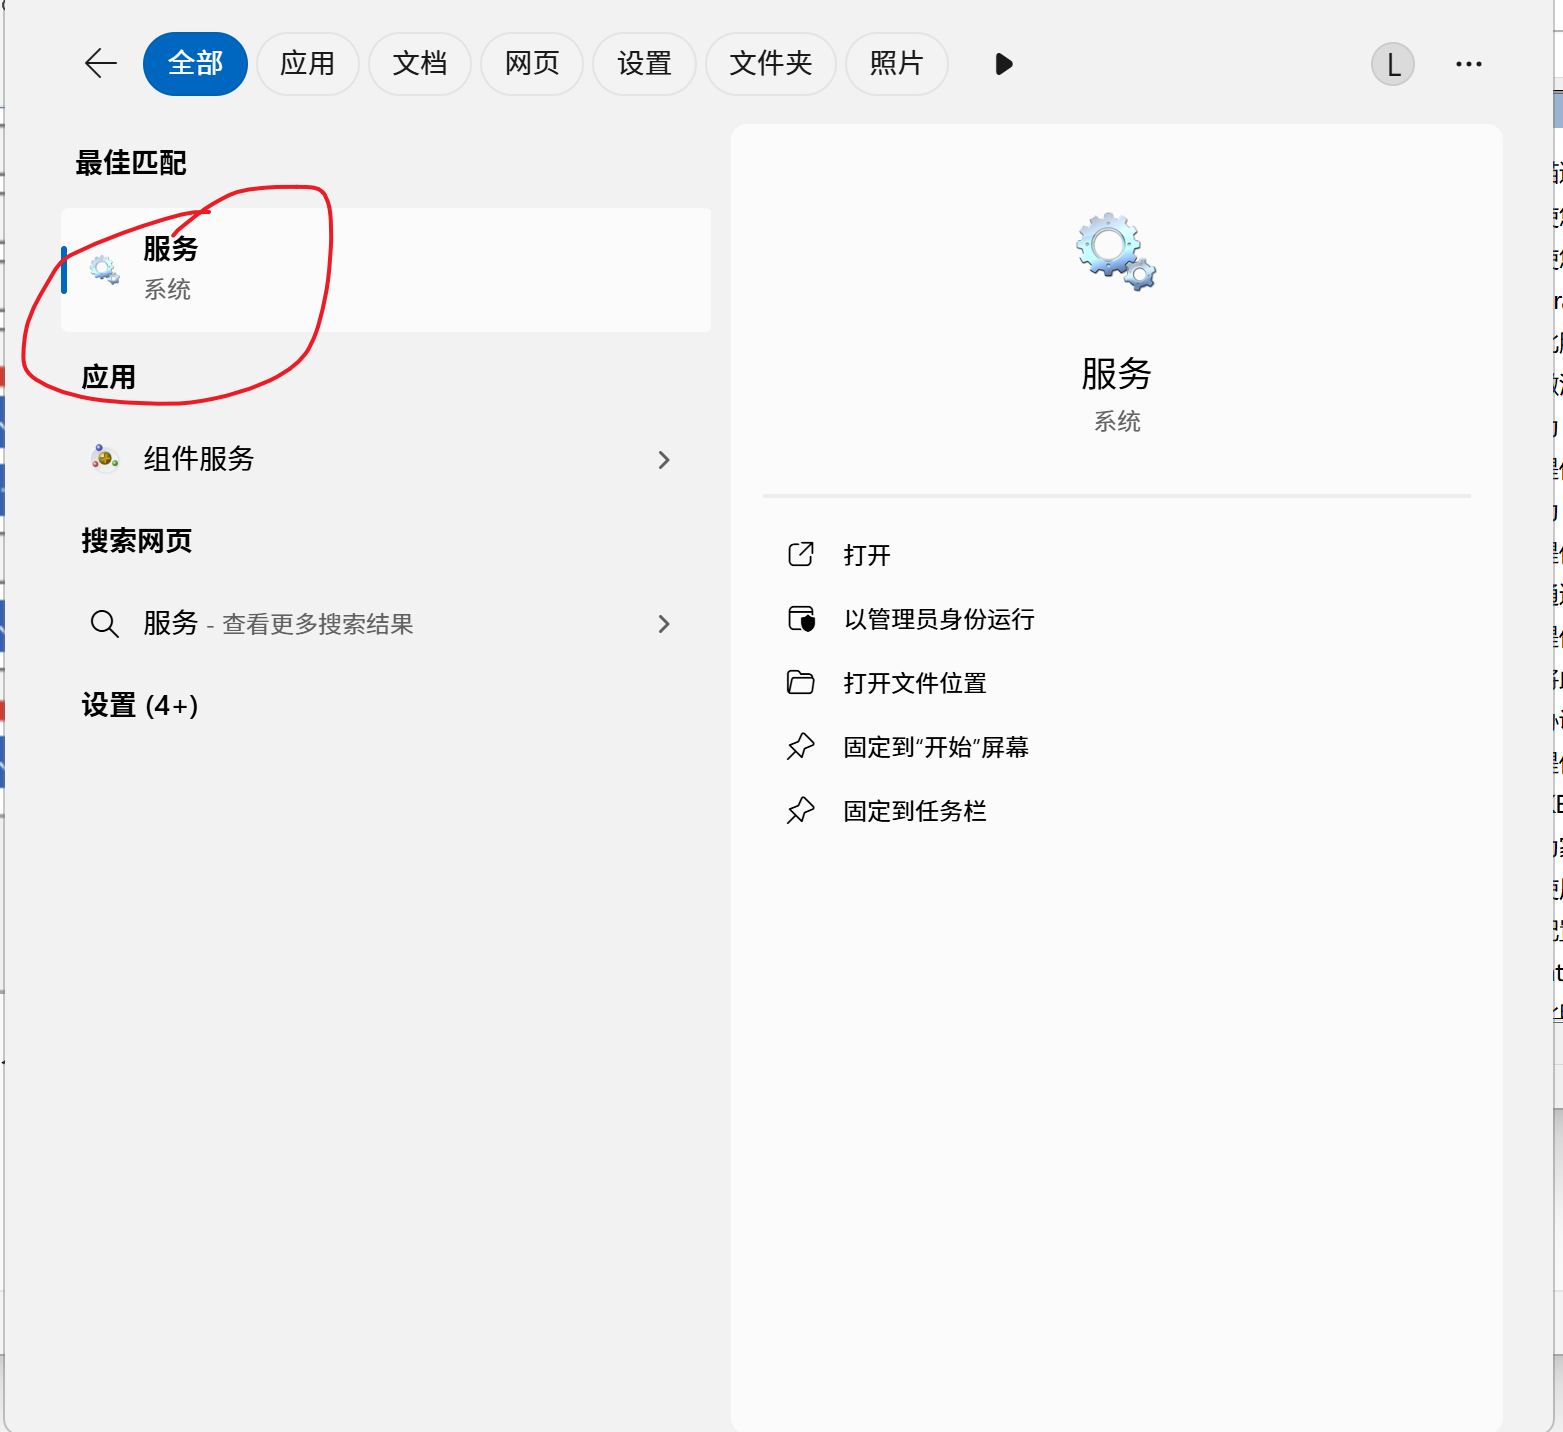 全部 应用 文档 网页 设置 文件夹 照片 L
最佳匹配
服务
系统
应用
组件服务
搜索网页
服务 - 查看更多搜索结果
设置 (4+)
服务
系统
打开
以管理员身份运行
打开文件位置
固定到“开始”屏幕
固定到任务栏